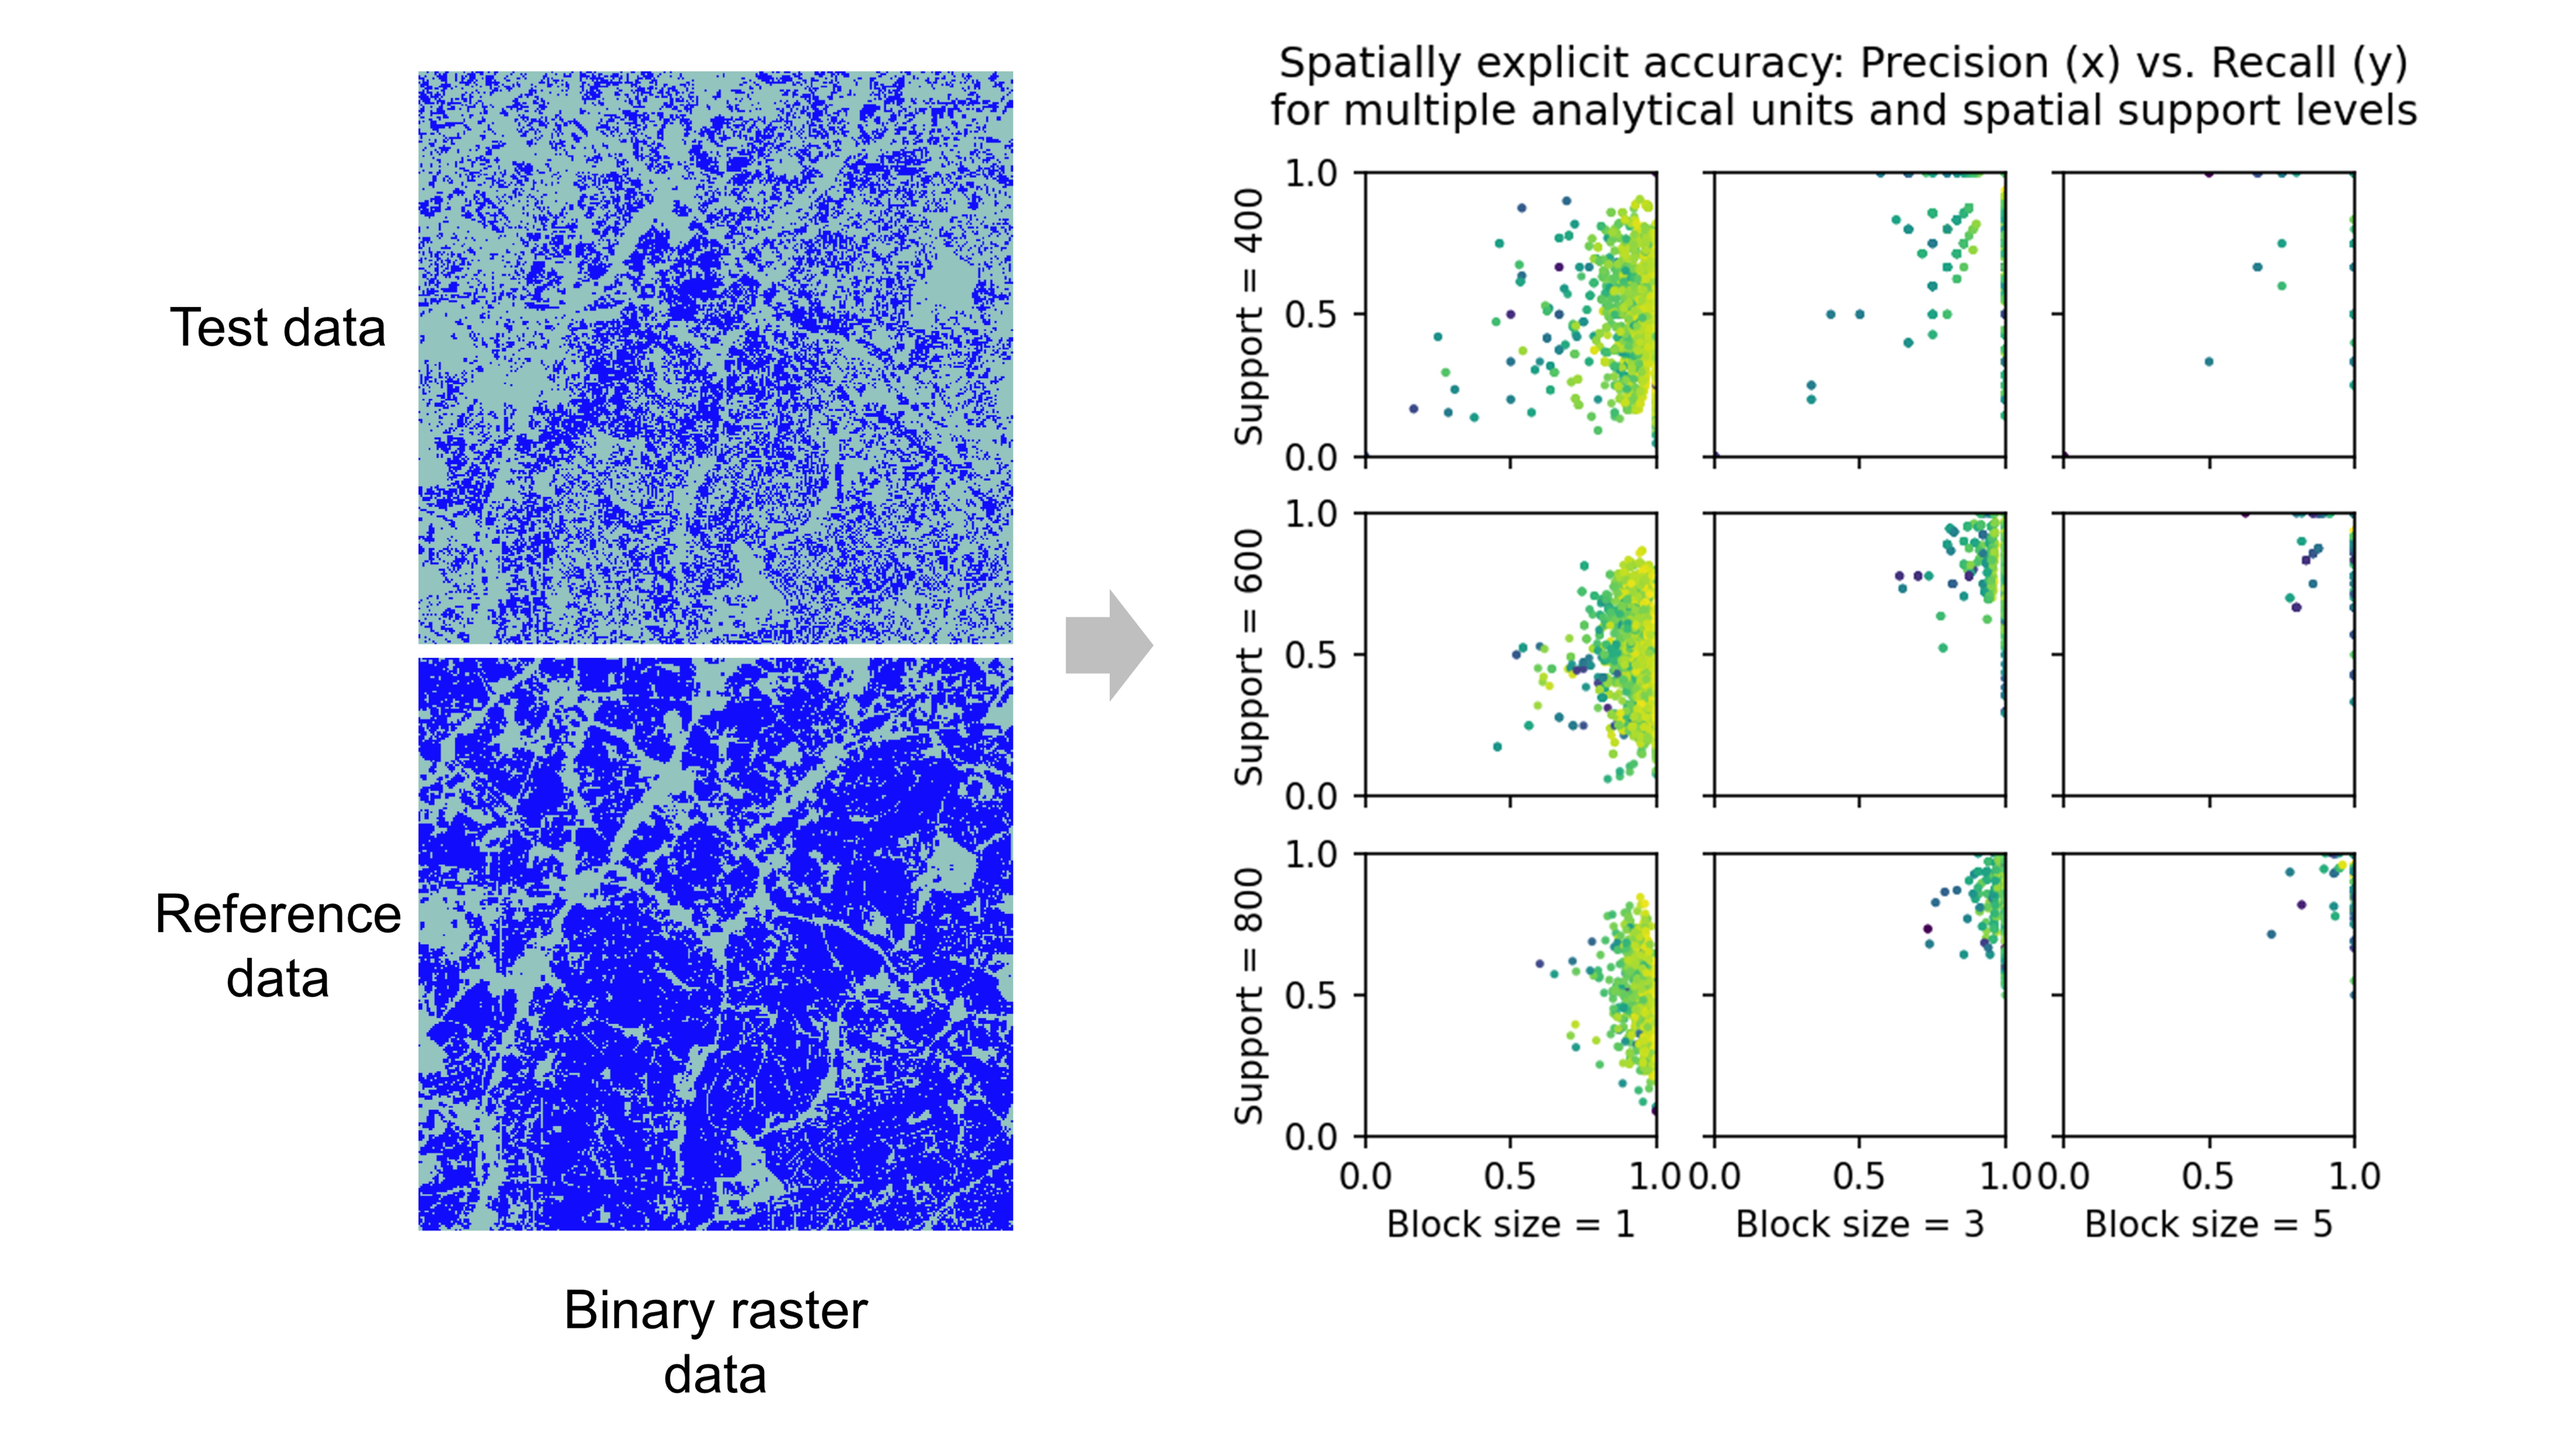 Test data
Reference
data
Binary raster
data
Spatially explicit accuracy: Precision (x) vs. Recall (y)
for multiple analytical units and spatial support levels
Support = 400
1.0
0.5
0.0
Support = 600
1.0
0.5
0.0
Support = 800
1.0
0.5
0.0
0.0 0.5 1.0 0.0 0.5 1.0 0.0 0.5 1.0
Block size = 1 Block size = 3 Block size = 5